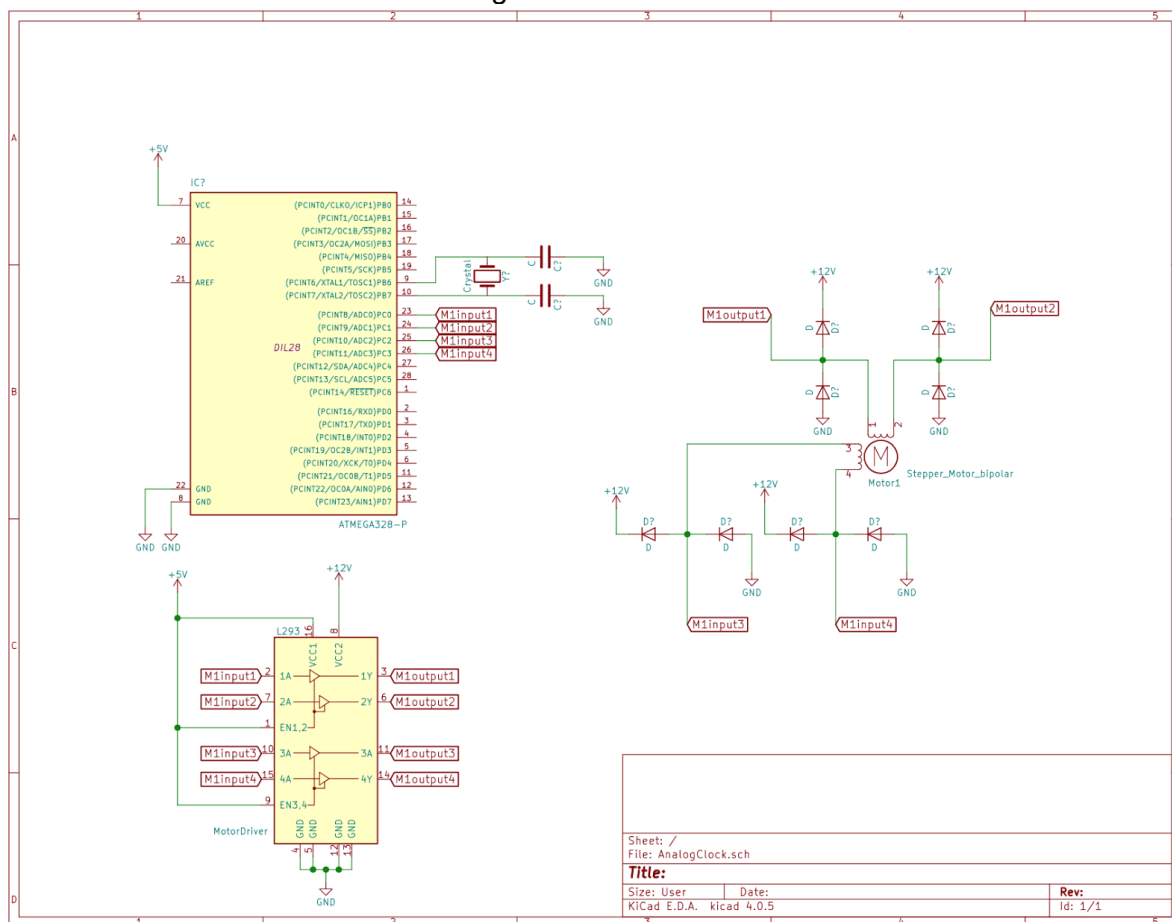 1 2 3 4 5
A
B
C
D
+5V
IC?
7 VCC
20 AVCC
21 AREF
22 GND
8 GND
(PCINT0/CLKO/ICP1)PB0 14
(PCINT1/OC1A)PB1 15
(PCINT2/OC1B/SS)PB2 16
(PCINT3/OC2A/MOSI)PB3 17
(PCINT4/MISO)PB4 18
(PCINT5/SCK)PB5 19
(PCINT6/XTAL1/TOSC1)PB6 9
(PCINT7/XTAL2/TOSC2)PB7 10
(PCINT8/ADC0)PC0 23 M1input1
(PCINT9/ADC1)PC1 24 M1input2
(PCINT10/ADC2)PC2 25 M1input3
(PCINT11/ADC3)PC3 26 M1input4
(PCINT12/SDA/ADC4)PC4 27
(PCINT13/SCL/ADC5)PC5 28
(PCINT14/RESET)PC6 1
(PCINT16/RXD)PD0 2
(PCINT17/TXD)PD1 3
(PCINT18/INT0)PD2 4
(PCINT19/OC2B/INT1)PD3 5
(PCINT20/XCK/T0)PD4 6
(PCINT21/OC0B/T1)PD5 11
(PCINT22/OC0A/AIN0)PD6 12
(PCINT23/AIN1)PD7 13
DIL28
ATMEGA328-P
GND GND
Crystal
Y?
C C?
GND
C C?
GND
+12V +12V
M1output1 M1output2
D D? D D?
D D? D D?
GND GND
1 2
3
4
M
Stepper_Motor_bipolar
Motor1
+12V +12V
D? D? D? D?
D D D D
GND GND
M1input3 M1input4
+5V +12V
L293
16 VCC1
8 VCC2
M1input1 2 1A 1Y 3 M1output1
M1input2 7 2A 2Y 6 M1output2
1 EN1,2
M1input3 10 3A 3A 11 M1output3
M1input4 15 4A 4Y 14 M1output4
9 EN3,4
MotorDriver
GND GND GND GND
4 5 12 13
GND
Sheet: /
File: AnalogClock.sch
Title:
Size: User Date: Rev:
KiCad E.D.A. kicad 4.0.5 Id: 1/1
1 2 3 4 5